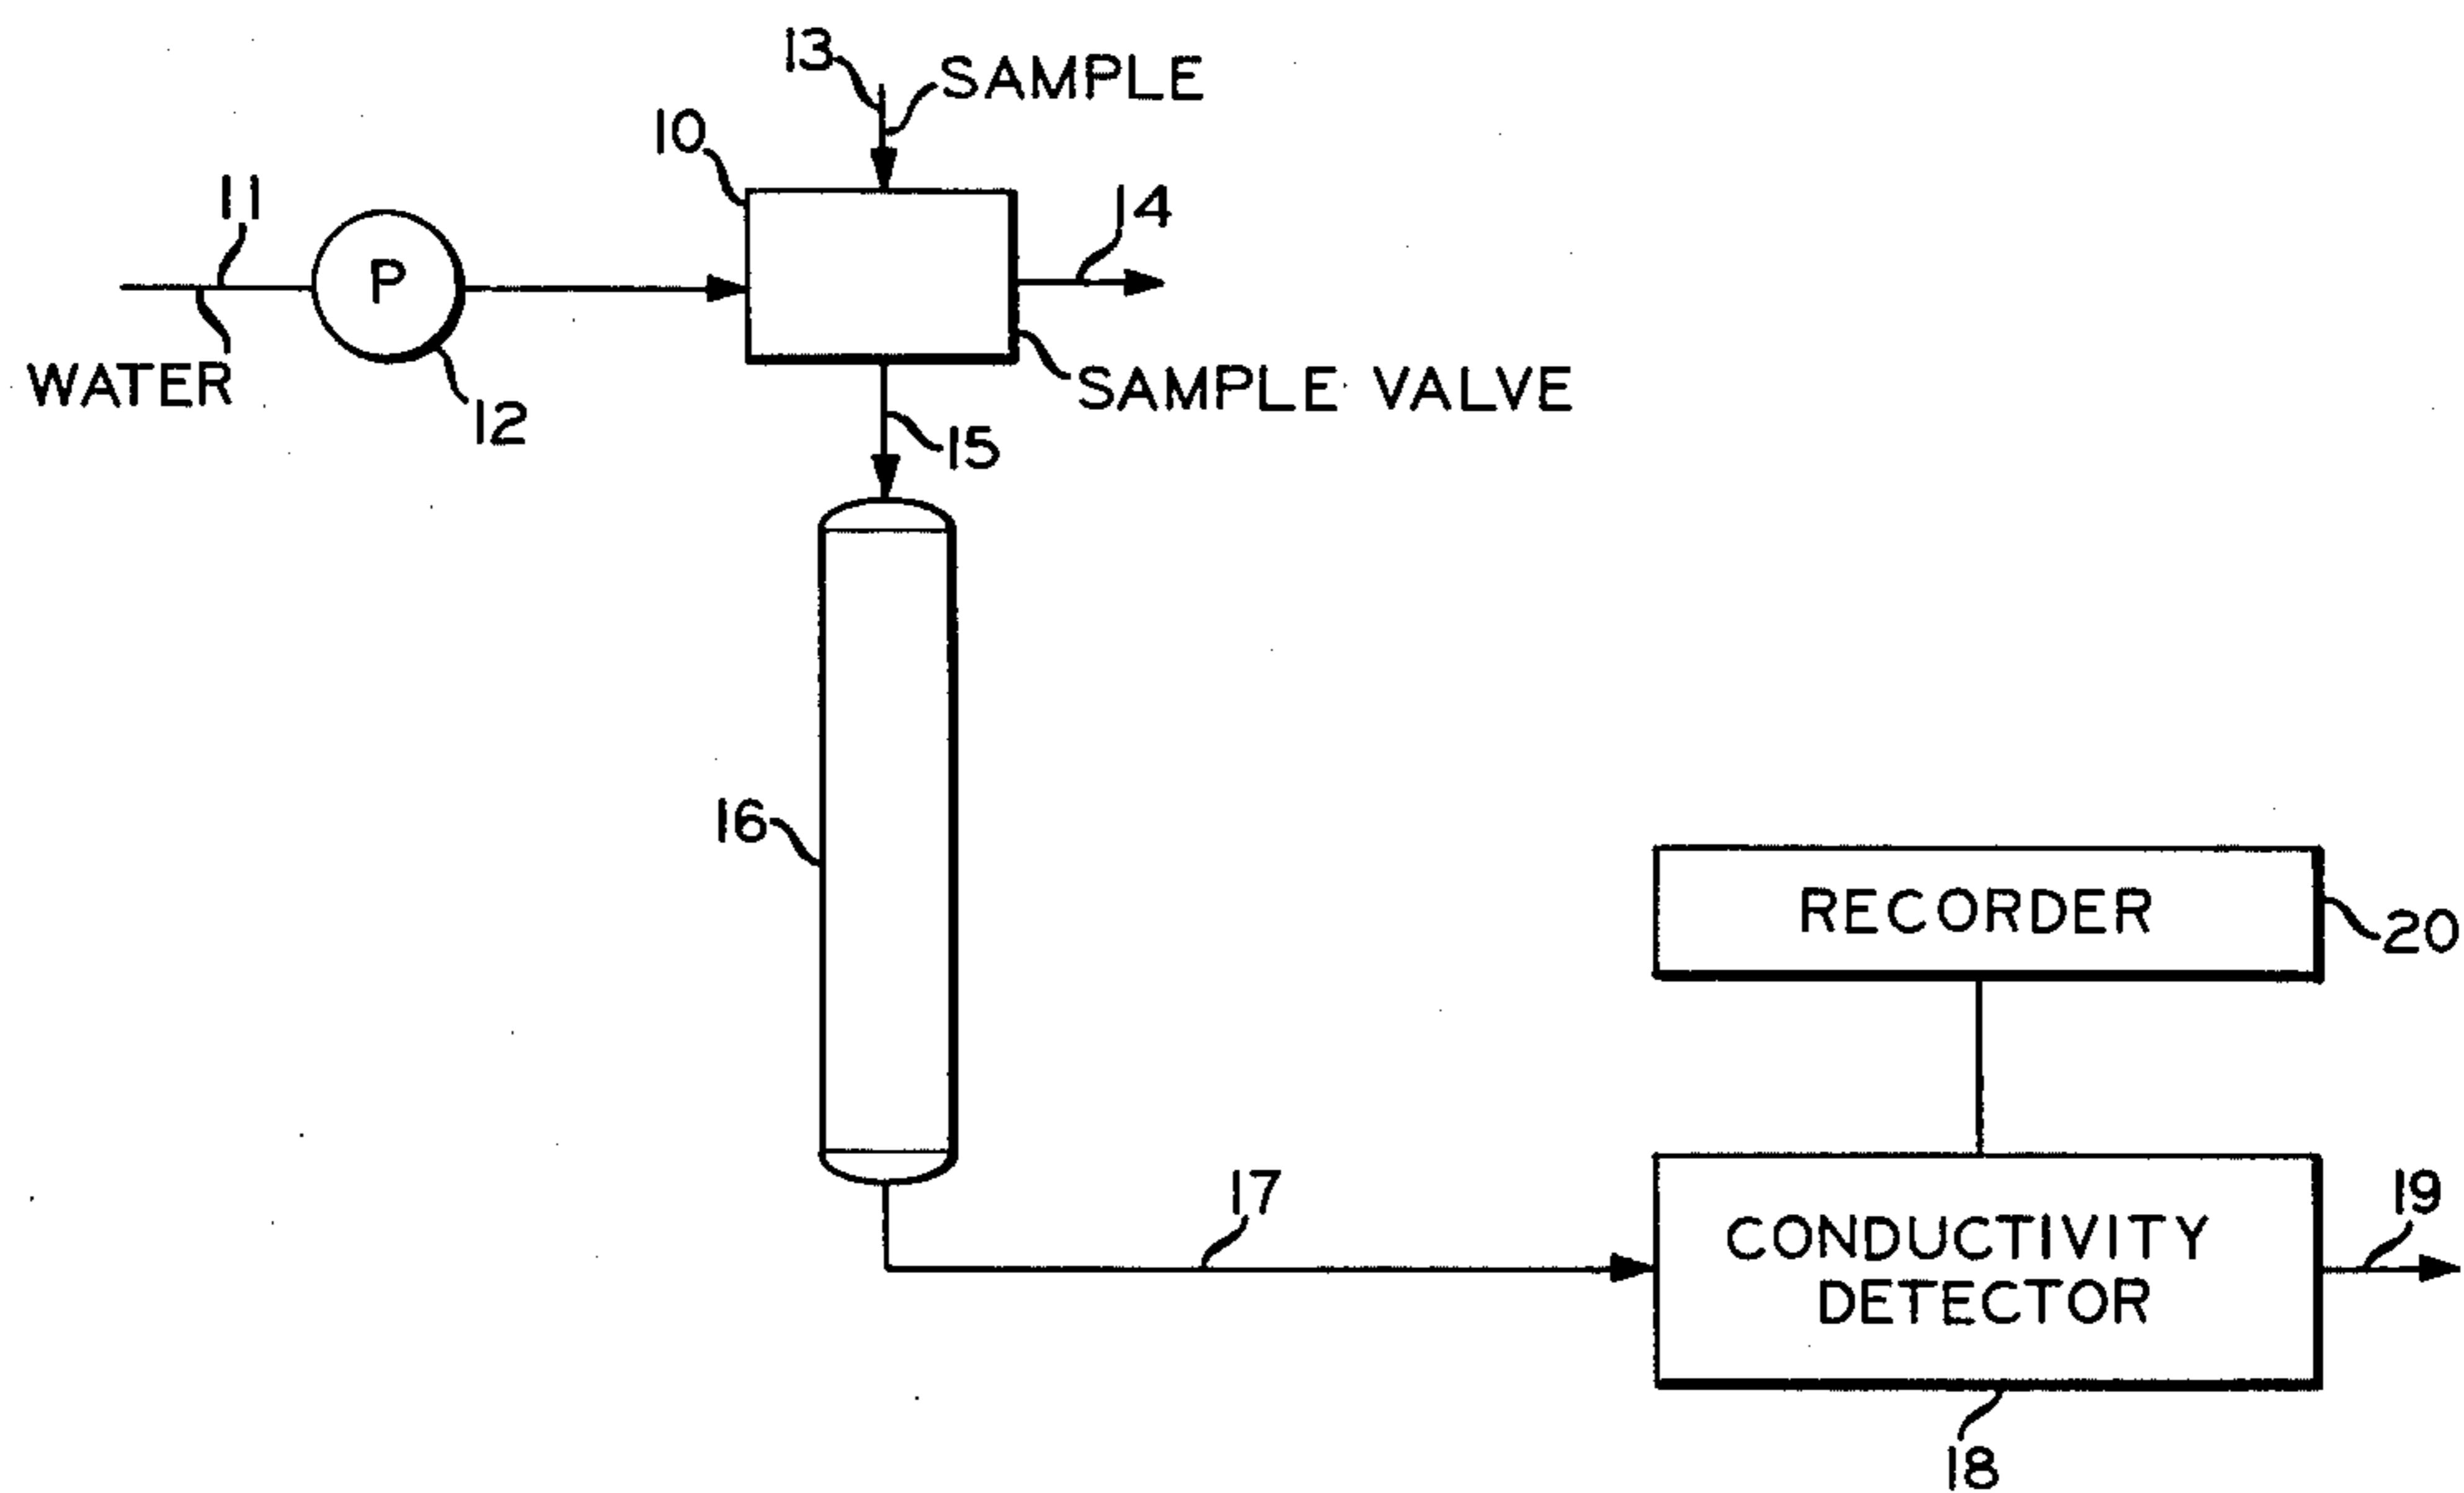 13
SAMPLE
10
11
14
P
WATER
12
SAMPLE VALVE
15
16
RECORDER
20
17
19
CONDUCTIVITY
DETECTOR
18